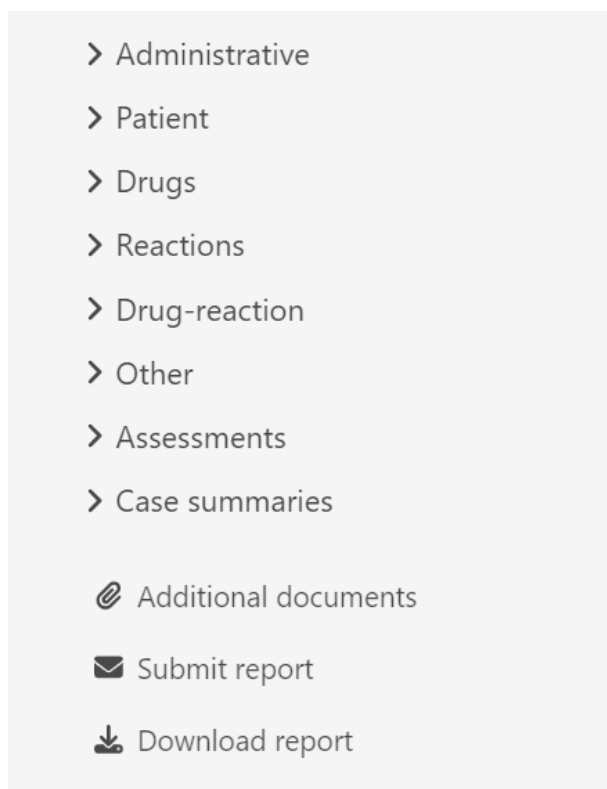 Administrative
Patient
Drugs
Reactions
Drug-reaction
Other
Assessments
Case summaries
Additional documents
Submit report
Download report